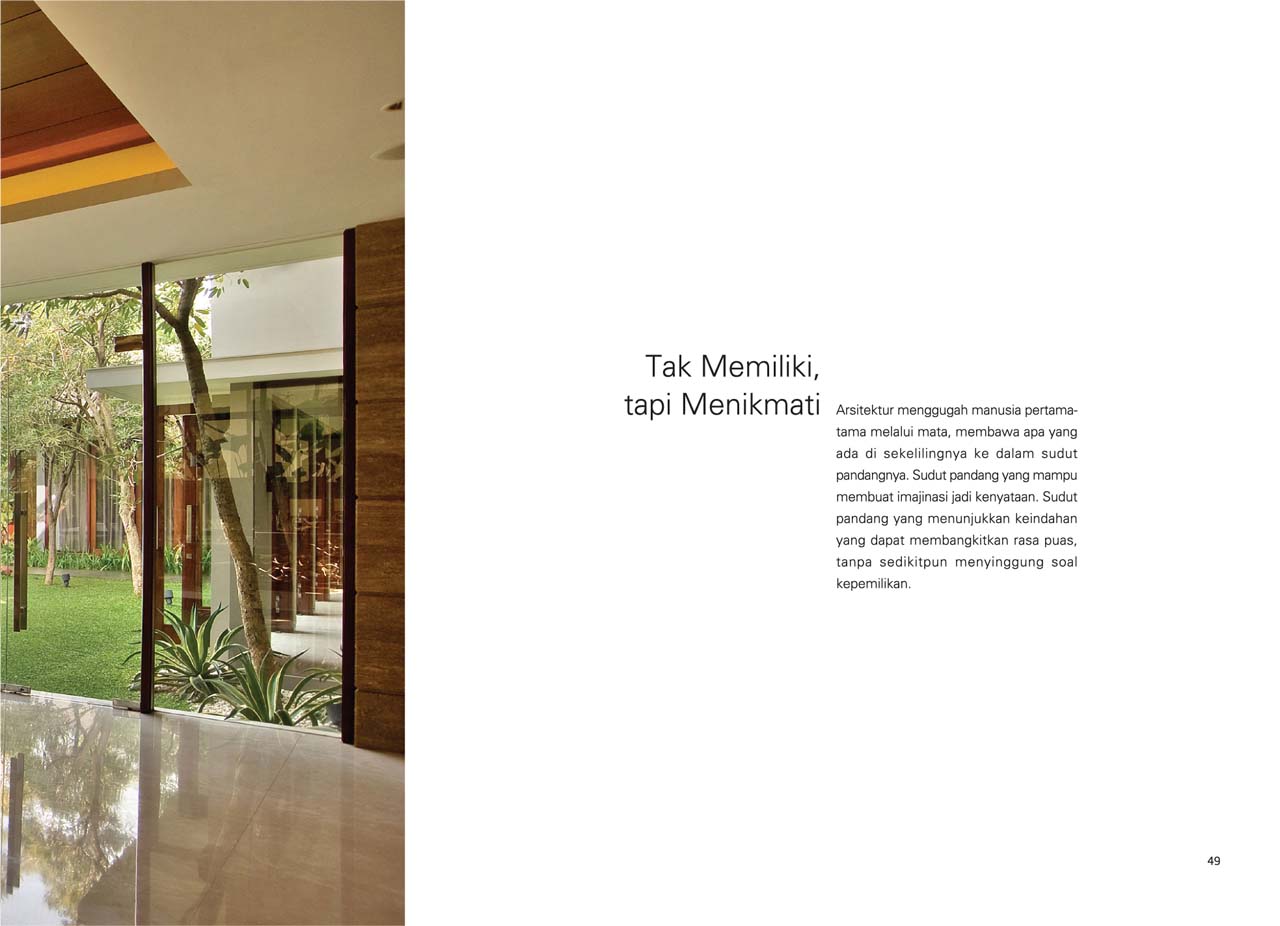 Tak Memiliki,
tapi Menikmati
Arsitektur menggugah manusia pertama-
tama melalui mata, membawa apa yang
ada di sekelilingnya ke dalam sudut
pandangnya. Sudut pandang yang mampu
membuat imajinasi jadi kenyataan. Sudut
pandang yang menunjukkan keindahan
yang dapat membangkitkan rasa puas,
tanpa sedikitpun menyinggung soal
kepemilikan.
49